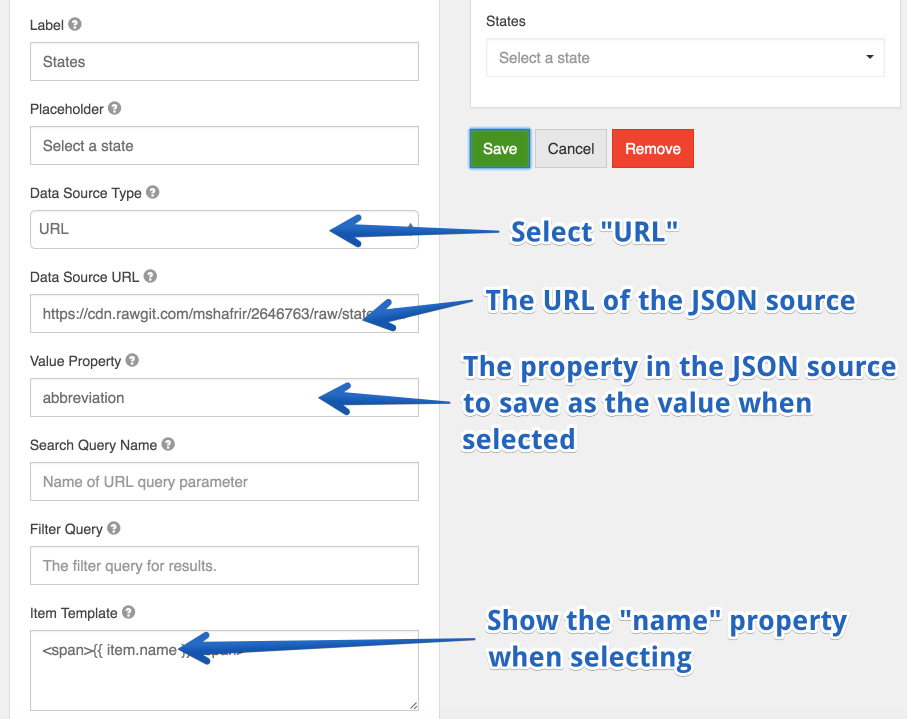 Label
States
Placeholder
Select a state
Data Source Type
URL
Data Source URL
https://cdn.rawgit.com/mshafrir/2646763/raw/state
Value Property
abbreviation
Search Query Name
Name of URL query parameter
Filter Query
The filter query for results.
Item Template
<span>{{ item.name
States
Select a state
Save Cancel Remove
Select "URL"
The URL of the JSON source
The property in the JSON source
to save as the value when
selected
Show the "name" property
when selecting